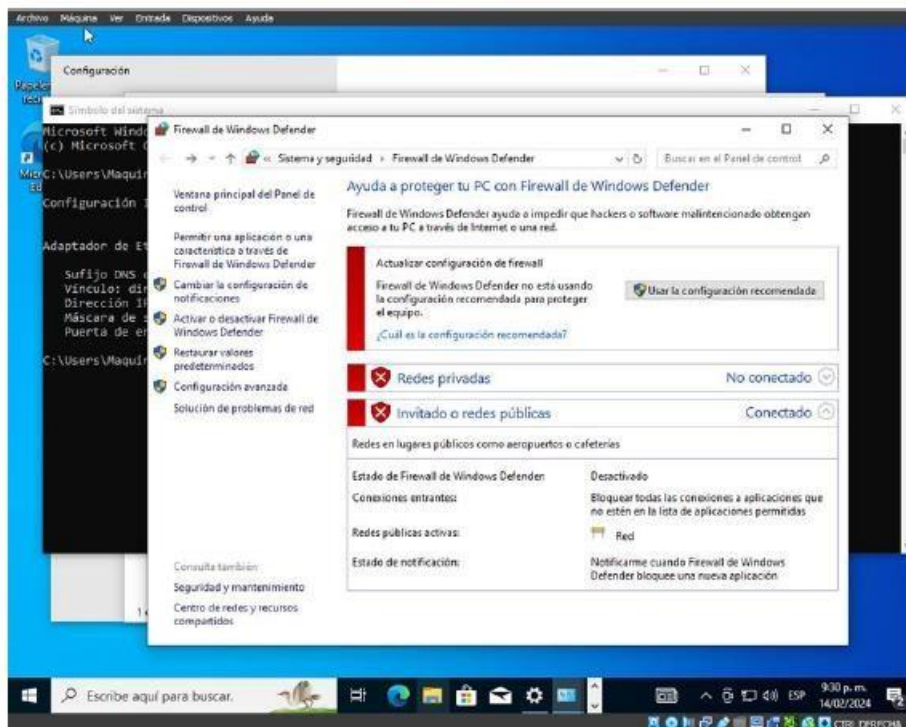 Archivo Máquina Ver Entrada Dispositivos Ayuda
Configuración
Símbolo del sistema
Microsoft Wind
(c) Microsoft
C:\Users\Maqui
Configuración
Adaptador de Et
Sufijo DNS
Vínculo: di
Dirección IP
Máscara de
Puerta de en
C:\Users\Maqui
Firewall de Windows Defender
Sistema y seguridad Firewall de Windows Defender
Buscar en el Panel de control
Ventana principal del Panel de
control
Permitir una aplicación o una
característica a través de
Firewall de Windows Defender
Cambiar la configuración de
notificaciones
Activar o desactivar Firewall de
Windows Defender
Restaurar valores
predeterminados
Configuración avanzada
Solución de problemas de red
Consulta también
Seguridad y mantenimiento
Centro de redes y recursos
compartidos
Ayuda a proteger tu PC con Firewall de Windows Defender
Firewall de Windows Defender ayuda a impedir que hackers o software malintencionado obtengan
acceso a tu PC a través de Internet o una red.
Actualizar configuración de firewall
Firewall de Windows Defender no está usando
la configuración recomendada para proteger
el equipo.
Usar la configuración recomendada
¿Cuál es la configuración recomendada?
Redes privadas No conectado
Invitado o redes públicas Conectado
Redes en lugares públicos como aeropuertos o cafeterías
Estado de Firewall de Windows Defender: Desactivado
Conexiones entrantes: Bloquear todas las conexiones a aplicaciones que
no estén en la lista de aplicaciones permitidas
Redes públicas activas: Red
Estado de notificación: Notificarme cuando Firewall de Windows
Defender bloquee una nueva aplicación
Escribe aquí para buscar.
ESP
9:30 p. m.
14/02/2024
CTRL DERECHA